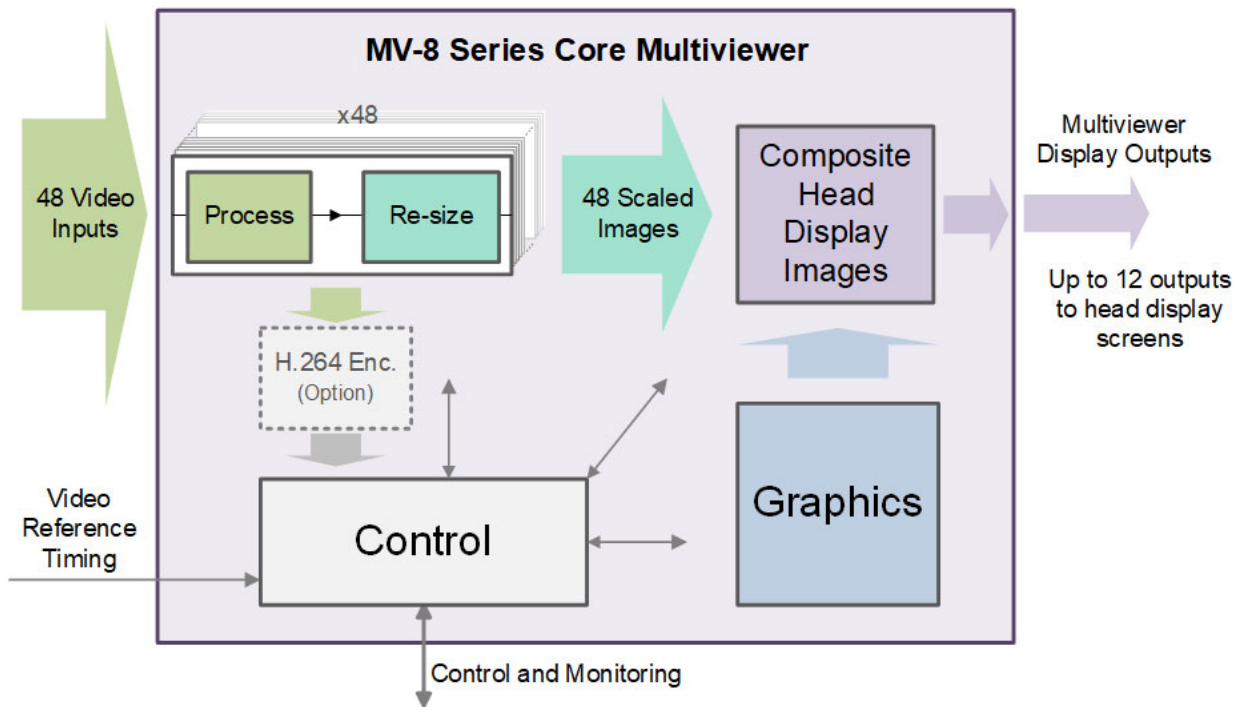 MV-8 Series Core Multiviewer
x48
48 Video
Inputs
Process
Re-size
48 Scaled
Images
Composite
Head
Display
Images
Multiviewer
Display Outputs
Up to 12 outputs
to head display
screens
H.264 Enc.
(Option)
Video
Reference
Timing
Control
Graphics
Control and Monitoring